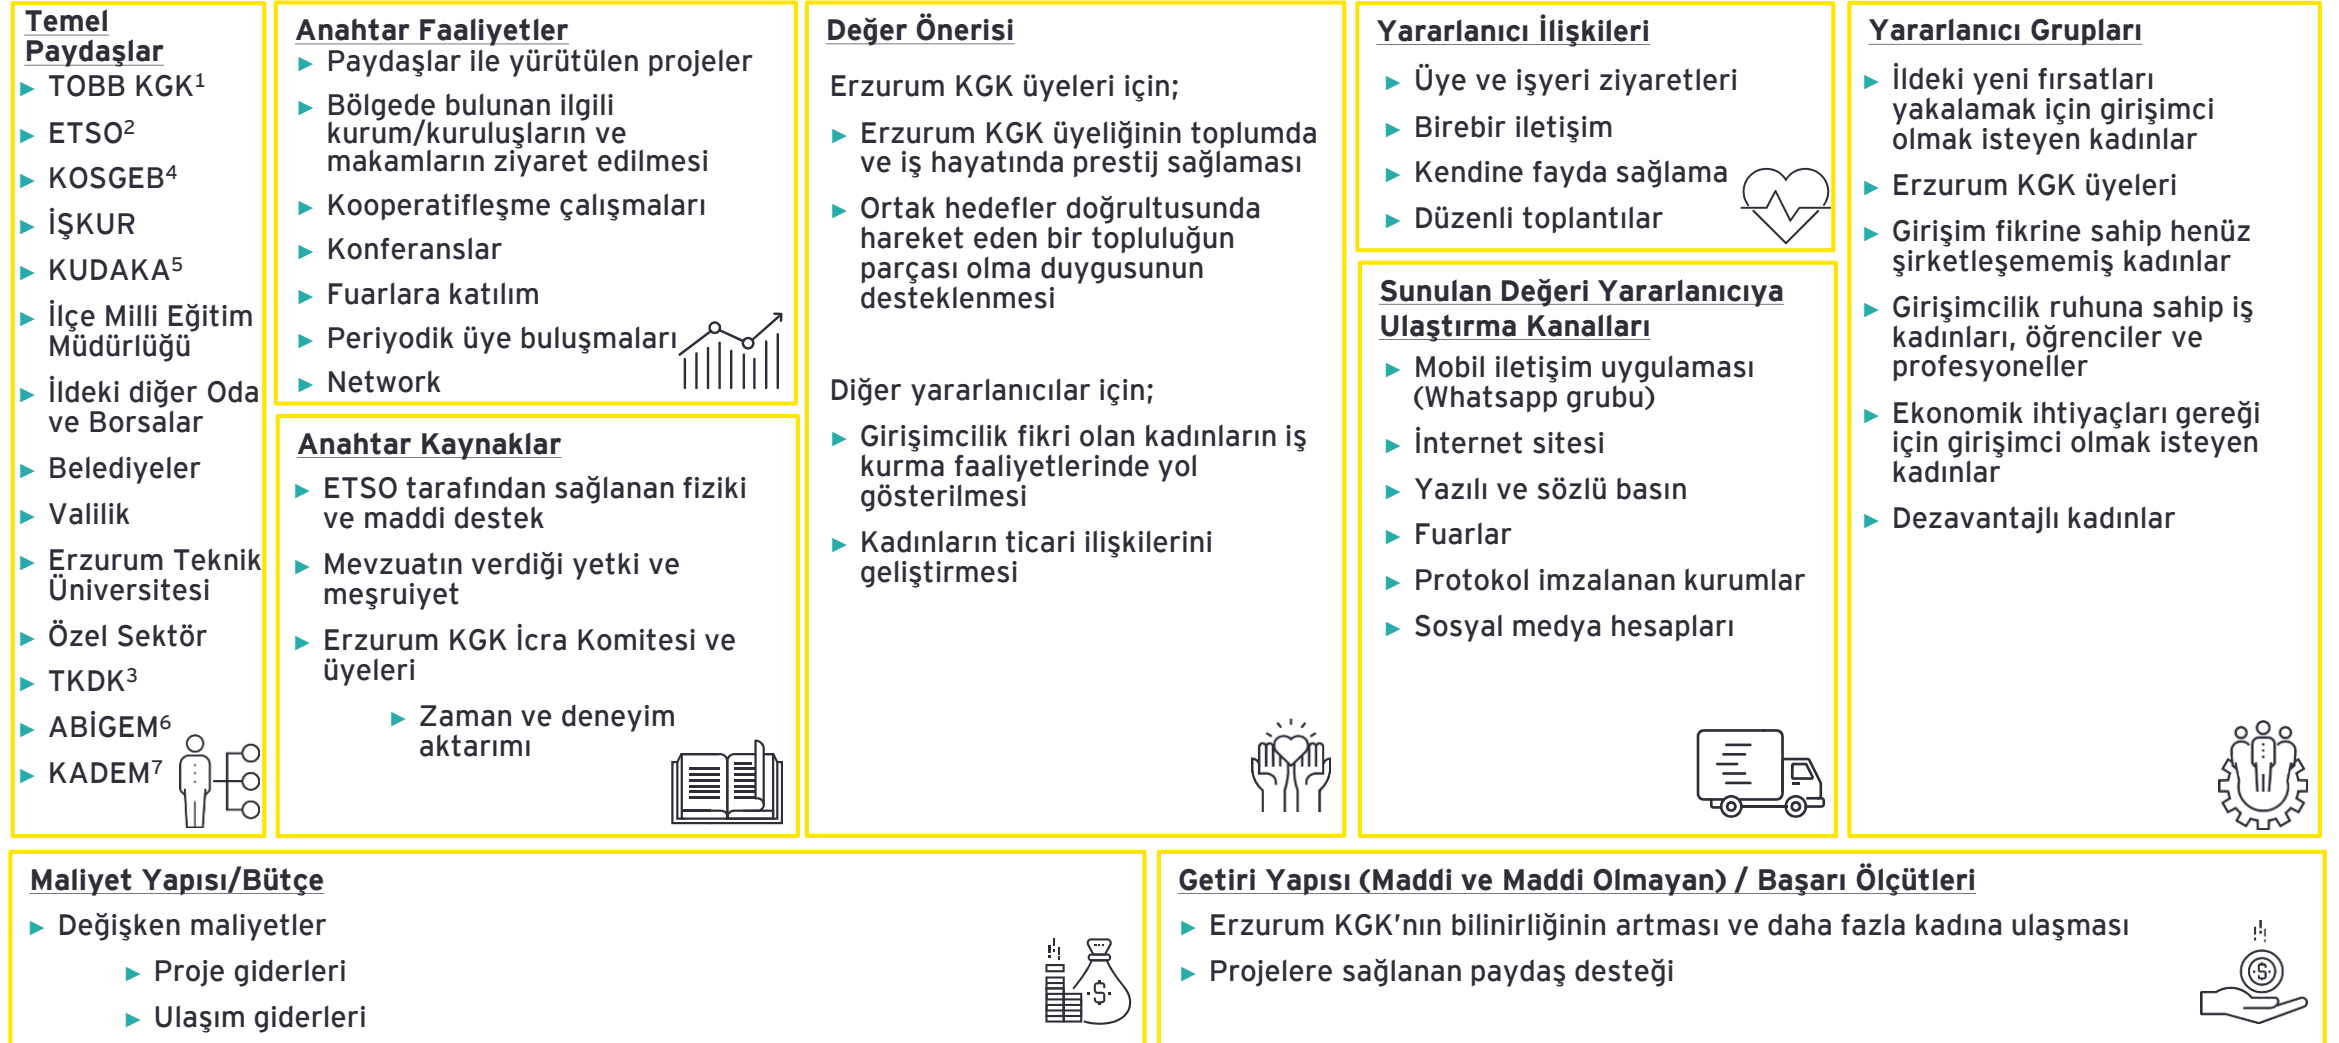 Temel
Paydaşlar
► TOBB KGK¹
► ETSO²
► KOSGEB⁴
► İŞKUR
► KUDAKA⁵
► İlçe Milli Eğitim
Müdürlüğü
► İldeki diğer Oda
ve Borsalar
► Belediyeler
► Valilik
► Erzurum Teknik
Üniversitesi
► Özel Sektör
► TKDK³
► ABİGEM⁶
► KADEM⁷
Anahtar Faaliyetler
► Paydaşlar ile yürütülen projeler
► Bölgede bulunan ilgili
kurum/kuruluşların ve
makamların ziyaret edilmesi
► Kooperatifleşme çalışmaları
► Konferanslar
► Fuarlara katılım
► Periyodik üye buluşmaları
► Network
Anahtar Kaynaklar
► ETSO tarafından sağlanan fiziki
ve maddi destek
► Mevzuatın verdiği yetki ve
meşruiyet
► Erzurum KGK İcra Komitesi ve
üyeleri
► Zaman ve deneyim
aktarımı
Değer Önerisi
Erzurum KGK üyeleri için;
► Erzurum KGK üyeliğinin toplumda
ve iş hayatında prestij sağlaması
► Ortak hedefler doğrultusunda
hareket eden bir topluluğun
parçası olma duygusunun
desteklenmesi
Diğer yararlanıcılar için;
► Girişimcilik fikri olan kadınların iş
kurma faaliyetlerinde yol
gösterilmesi
► Kadınların ticari ilişkilerini
geliştirmesi
Yararlanıcı İlişkileri
► Üye ve işyeri ziyaretleri
► Birebir iletişim
► Kendine fayda sağlama
► Düzenli toplantılar
Sunulan Değeri Yararlanıcıya
Ulaştırma Kanalları
► Mobil iletişim uygulaması
(Whatsapp grubu)
► İnternet sitesi
► Yazılı ve sözlü basın
► Fuarlar
► Protokol imzalanan kurumlar
► Sosyal medya hesapları
Yararlanıcı Grupları
► İldeki yeni fırsatları
yakalamak için girişimci
olmak isteyen kadınlar
► Erzurum KGK üyeleri
► Girişim fikrine sahip henüz
şirketleşememiş kadınlar
► Girişimcilik ruhuna sahip iş
kadınları, öğrenciler ve
profesyoneller
► Ekonomik ihtiyaçları gereği
için girişimci olmak isteyen
kadınlar
► Dezavantajlı kadınlar
Maliyet Yapısı/Bütçe
► Değişken maliyetler
► Proje giderleri
► Ulaşım giderleri
Getiri Yapısı (Maddi ve Maddi Olmayan) / Başarı Ölçütleri
► Erzurum KGK’nın bilinirliğinin artması ve daha fazla kadına ulaşması
► Projelere sağlanan paydaş desteği